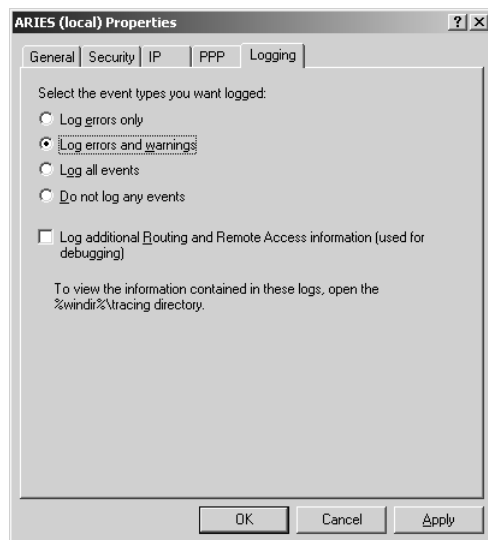 ARIES (local) Properties
General Security IP PPP Logging
Select the event types you want logged:
Log errors only
Log errors and warnings
Log all events
Do not log any events
Log additional Routing and Remote Access information (used for
debugging)
To view the information contained in these logs, open the
%windir%\tracing directory.
OK Cancel Apply